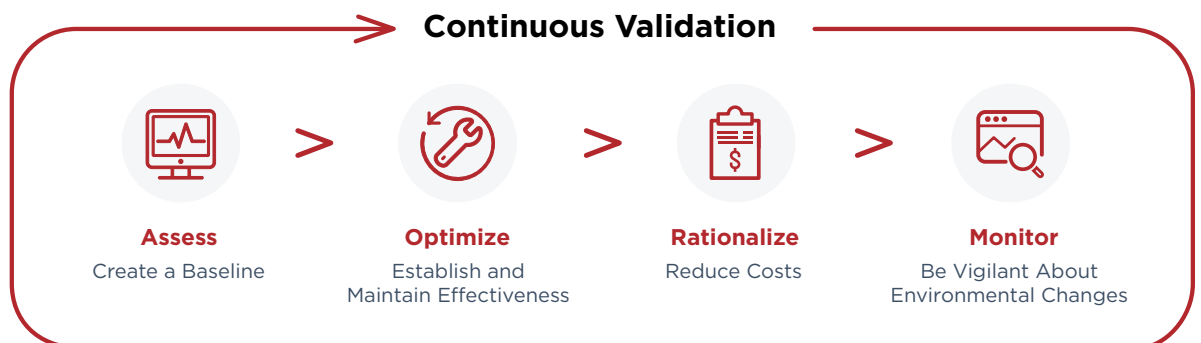 Continuous Validation
>
>
>
$
Assess
Create a Baseline
Optimize
Establish and
Maintain Effectiveness
Rationalize
Reduce Costs
Monitor
Be Vigilant About
Environmental Changes